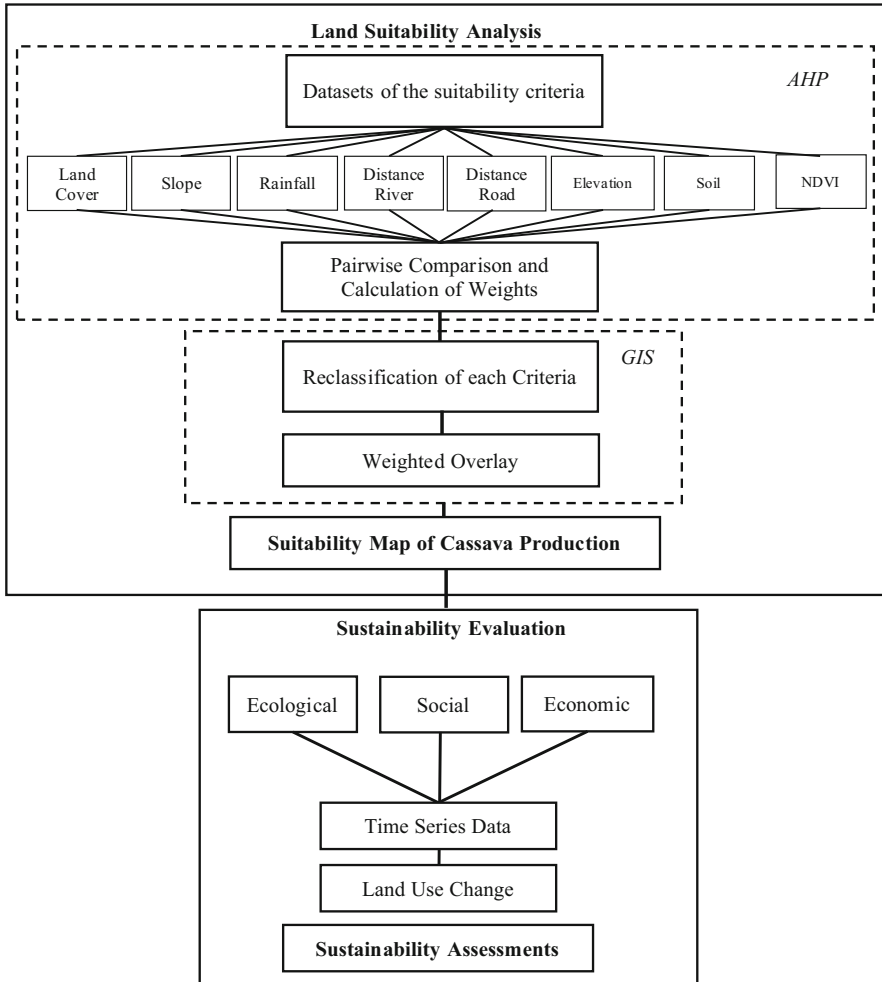 Land Suitability Analysis
AHP
Datasets of the suitability criteria
Land
Cover
Slope
Rainfall
Distance
River
Distance
Road
Elevation
Soil
NDVI
Pairwise Comparison and
Calculation of Weights
GIS
Reclassification of each Criteria
Weighted Overlay
Suitability Map of Cassava Production
Sustainability Evaluation
Ecological
Social
Economic
Time Series Data
Land Use Change
Sustainability Assessments